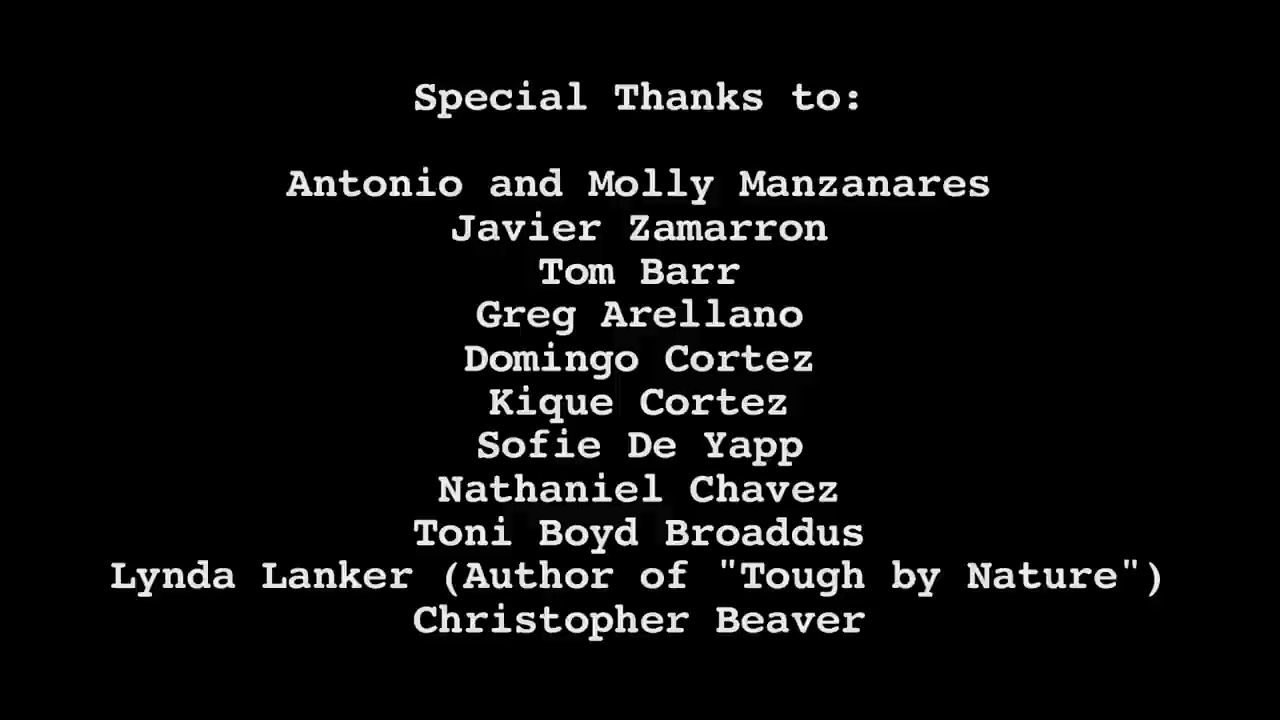 Special Thanks to:
Antonio and Molly Manzanares
Javier Zamarron
Tom Barr
Greg Arellano
Domingo Cortez
Kique Cortez
Sofie De Yapp
Nathaniel Chavez
Toni Boyd Broaddus
Lynda Lanker (Author of "Tough by Nature")
Christopher Beaver